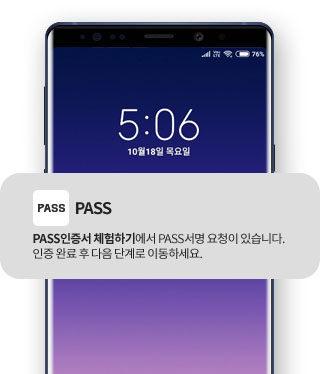 VoLTE 76%
5:06
10월18일 목요일
PASS PASS
PASS인증서 체험하기에서 PASS서명 요청이 있습니다.
인증 완료 후 다음 단계로 이동하세요.